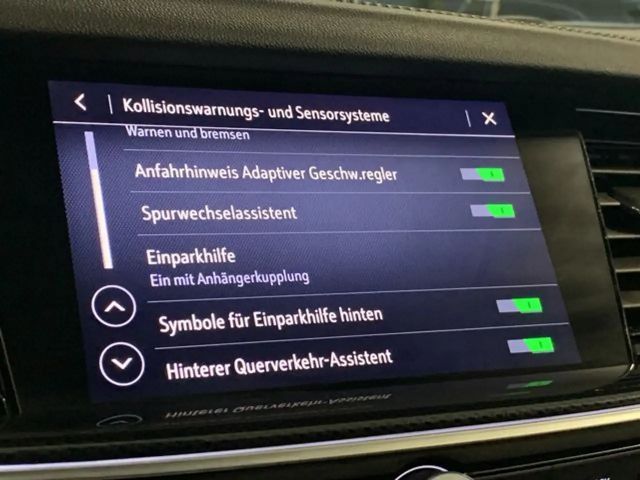 Kollisionswarnungs- und Sensorsysteme
Warnen und bremsen
Anfahrhinweis Adaptiver Geschw.regler
Spurwechselassistent
Einparkhilfe
Ein mit Anhängerkupplung
Symbole für Einparkhilfe hinten
Hinterer Querverkehr-Assistent